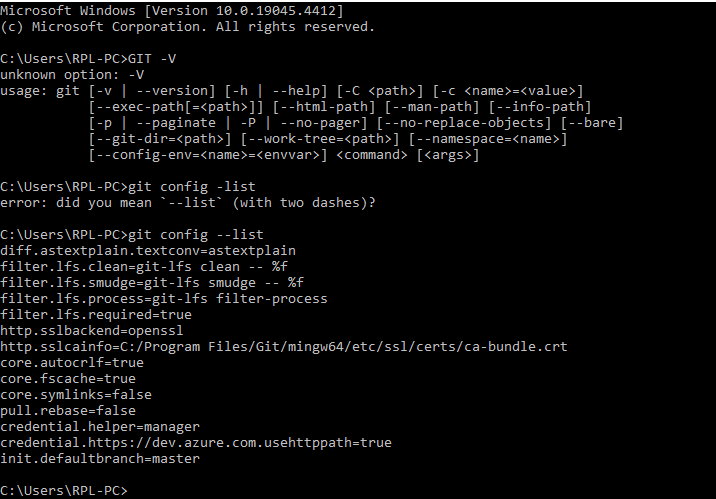 Microsoft Windows [Version 10.0.19045.4412]
(c) Microsoft Corporation. All rights reserved.
C:\Users\RPL-PC>GIT -V
unknown option: -V
usage: git [-v | --version] [-h | --help] [-C <path>] [-c <name>=<value>]
[--exec-path[=<path>]] [--html-path] [--man-path] [--info-path]
[-p | --paginate | -P | --no-pager] [--no-replace-objects] [--bare]
[--git-dir=<path>] [--work-tree=<path>] [--namespace=<name>]
[--config-env=<name>=<envvar>] <command> [<args>]
C:\Users\RPL-PC>git config -list
error: did you mean `--list` (with two dashes)?
C:\Users\RPL-PC>git config --list
diff.astextplain.textconv=astextplain
filter.lfs.clean=git-lfs clean -- %f
filter.lfs.smudge=git-lfs smudge -- %f
filter.lfs.process=git-lfs filter-process
filter.lfs.required=true
http.sslbackend=openssl
http.sslcainfo=C:/Program Files/Git/mingw64/etc/ssl/certs/ca-bundle.crt
core.autocrlf=true
core.fscache=true
core.symlinks=false
pull.rebase=false
credential.helper=manager
credential.https://dev.azure.com.usehttppath=true
init.defaultbranch=master
C:\Users\RPL-PC>